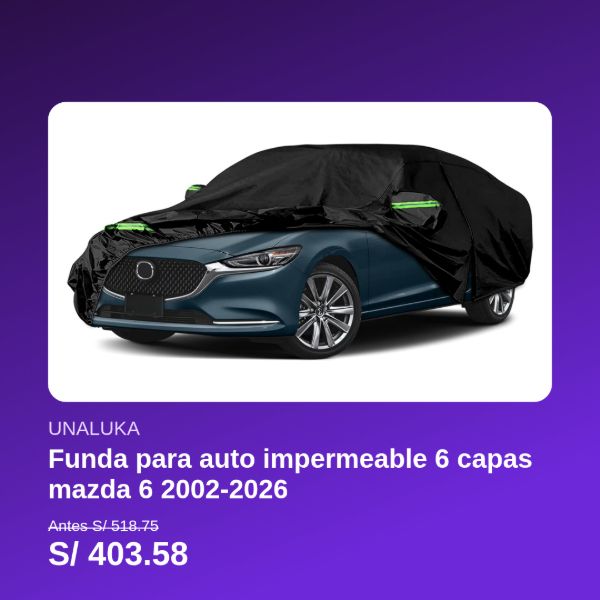 UNALUKA
Funda para auto impermeable 6 capas
mazda 6 2002-2026
Antes S/ 518.75
S/ 403.58